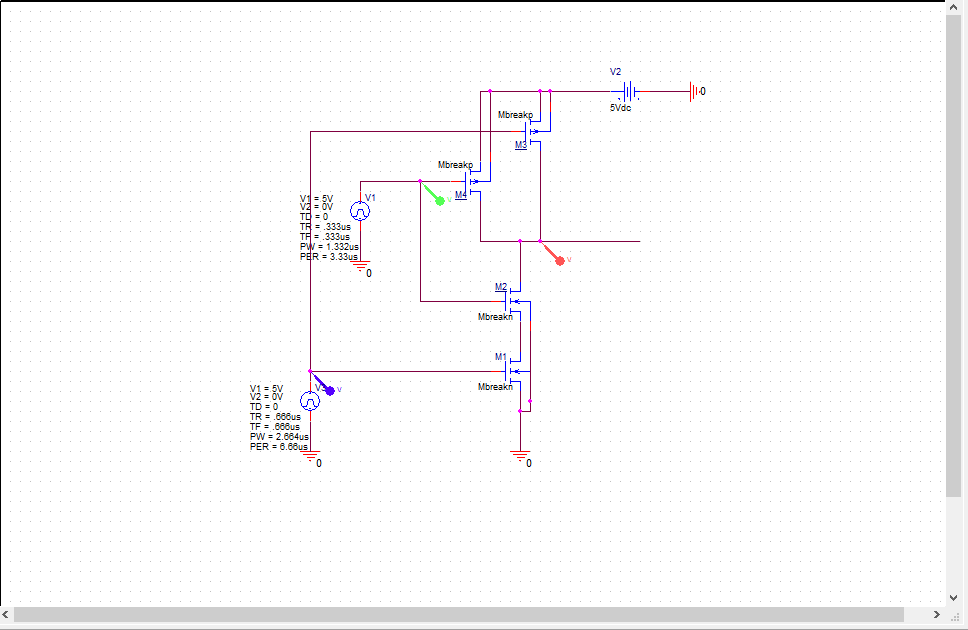 V2
0
5Vdc
Mbreakp
M3
Mbreakp
M4
V
V1
V1 = 5V
V2 = 0V
TD = 0
TR = .333us
TF = .333us
PW = 1.332us
PER = 3.33us
0
V
M2
Mbreakn
M1
Mbreakn
V
V1 = 5V
V2 = 0V
TD = 0
TR = .666us
TF = .666us
PW = 2.664us
PER = 6.66us
0
0